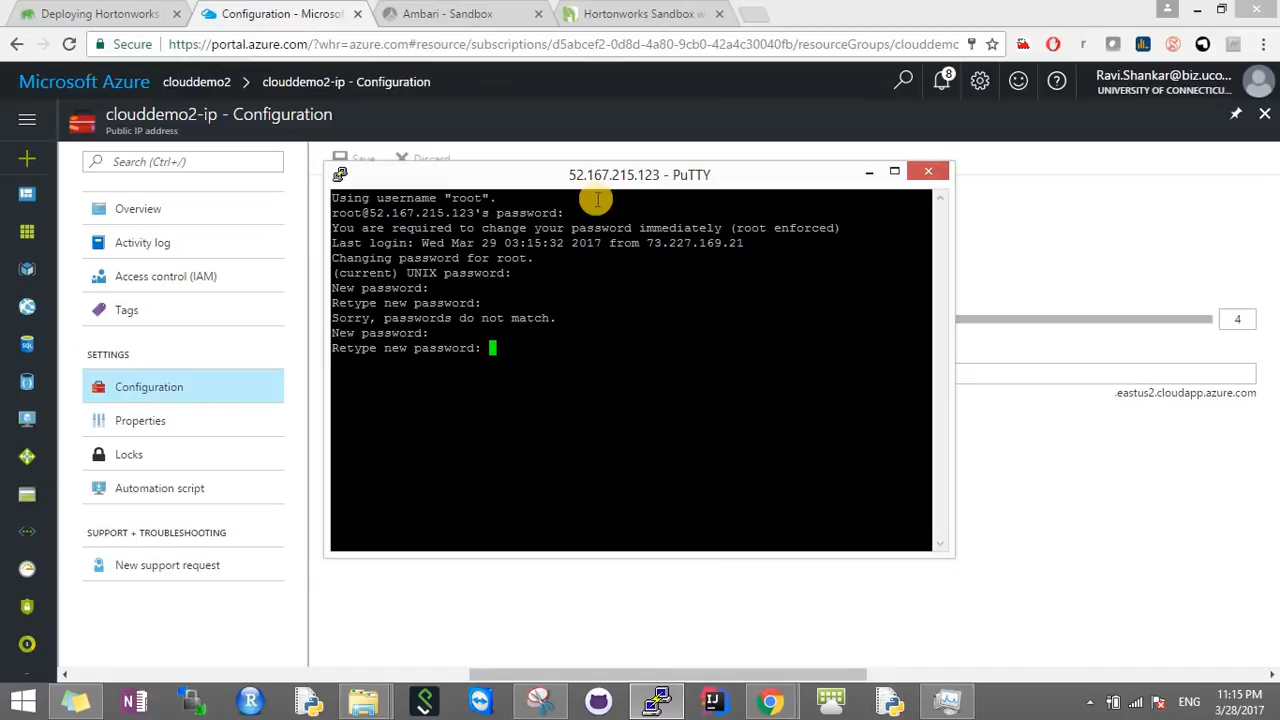 Deploying Hortonworks
Configuration - Microsof
Ambari - Sandbox
Hortonworks Sandbox w
Secure
https://portal.azure.com/?whr=azure.com#resource/subscriptions/d5abcef2-0d8d-4a80-9cb0-42a4c30040fb/resourceGroups/clouddemo
Microsoft Azure
clouddemo2
clouddemo2-ip - Configuration
8
Ravi.Shankar@biz.uco...
UNIVERSITY OF CONNECTICU...
clouddemo2-ip - Configuration
Public IP address
Search (Ctrl+/)
Save
Discard
Overview
Activity log
Access control (IAM)
Tags
SETTINGS
Configuration
Properties
Locks
Automation script
SUPPORT + TROUBLESHOOTING
New support request
52.167.215.123 - PuTTY
Using username "root".
root@52.167.215.123's password:
You are required to change your password immediately (root enforced)
Last login: Wed Mar 29 03:15:32 2017 from 73.227.169.21
Changing password for root.
(current) UNIX password:
New password:
Retype new password:
Sorry, passwords do not match.
New password:
Retype new password:
4
.eastus2.cloudapp.azure.com
ENG
11:15 PM
3/28/2017